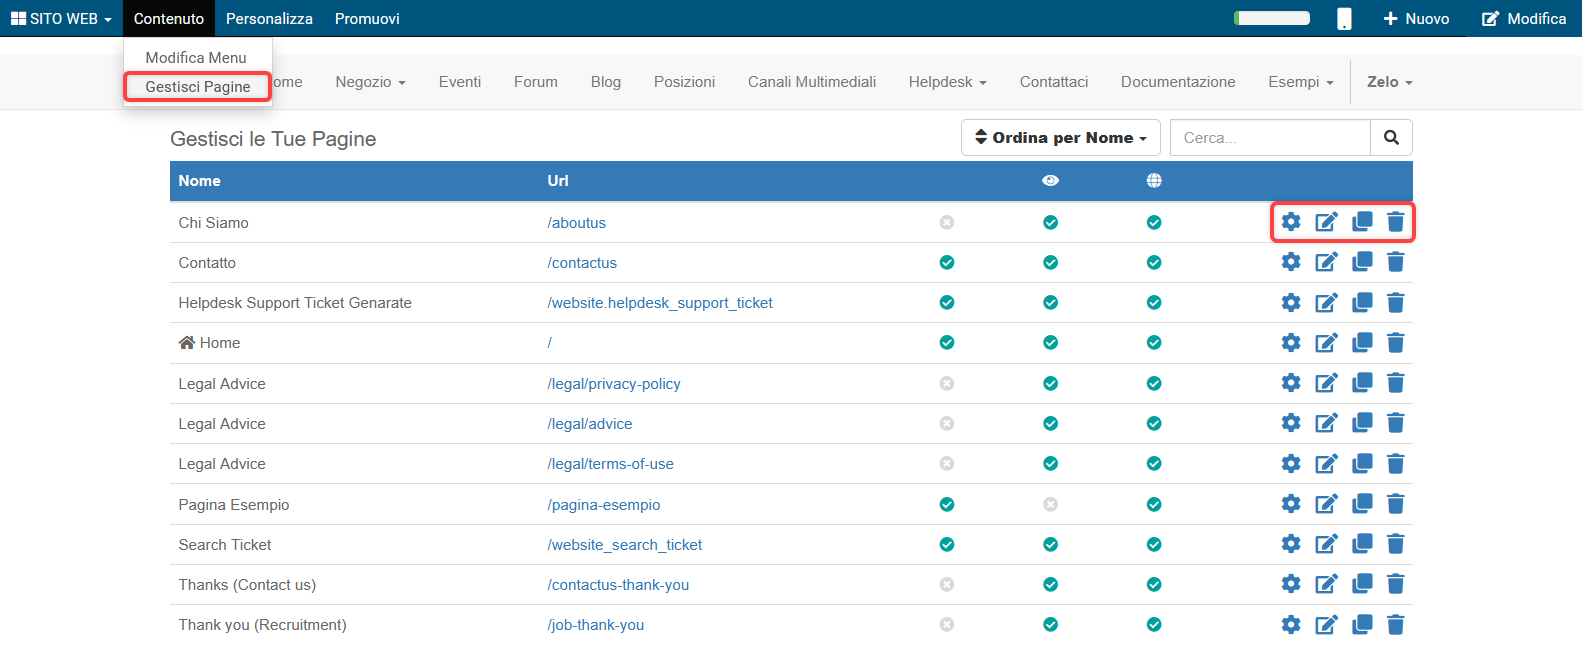 SITO WEB Contenuto Personalizza Promuovi Nuovo Modifica
Modifica Menu
Gestisci Pagine
ome Negozio Eventi Forum Blog Posizioni Canali Multimediali Helpdesk Contattaci Documentazione Esempi Zelo
Gestisci le Tue Pagine Ordina per Nome Cerca...
Nome Url
Chi Siamo /aboutus
Contatto /contactus
Helpdesk Support Ticket Genarate /website.helpdesk_support_ticket
Home /
Legal Advice /legal/privacy-policy
Legal Advice /legal/advice
Legal Advice /legal/terms-of-use
Pagina Esempio /pagina-esempio
Search Ticket /website_search_ticket
Thanks (Contact us) /contactus-thank-you
Thank you (Recruitment) /job-thank-you